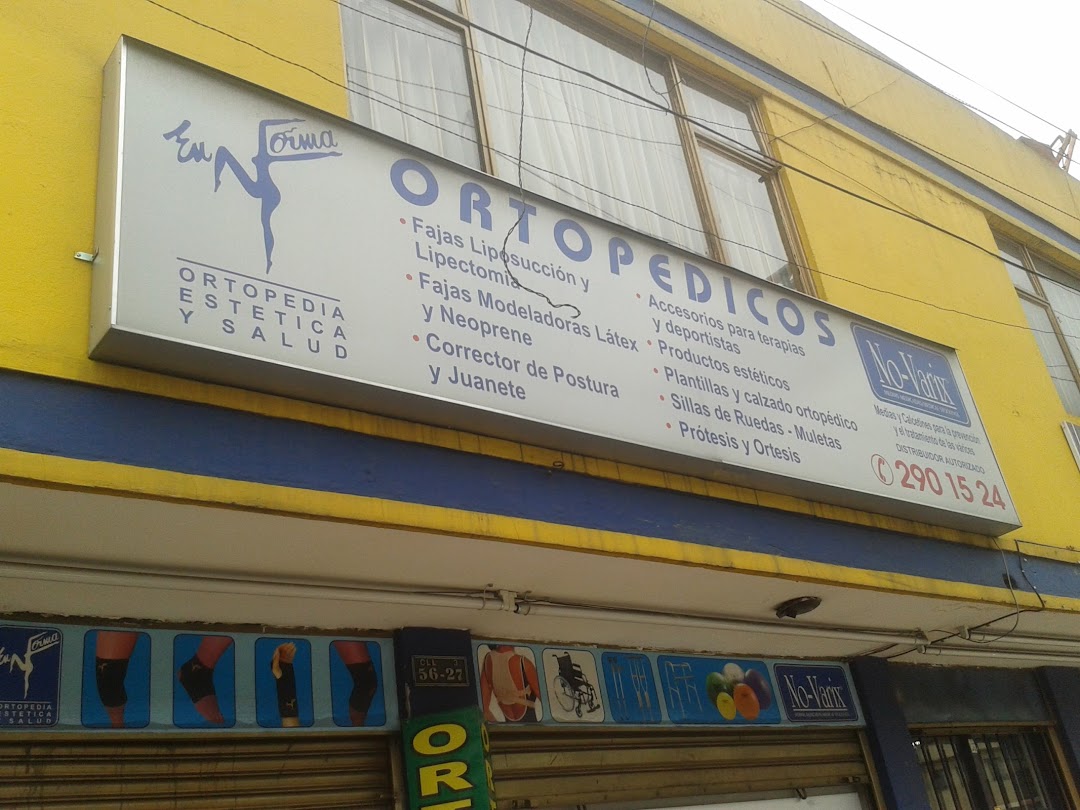 En Forma
ORTOPEDIA
ESTETICA
Y SALUD
ORTOPEDICOS
• Fajas Liposucción y
Lipectomia
• Fajas Modeladoras Látex
y Neoprene
• Corrector de Postura
y Juanete
• Accesorios para terapias
y deportistas
• Productos estéticos
• Plantillas y calzado ortopédico
• Sillas de Ruedas - Muletas
• Prótesis y Ortesis
No-Varix
Medias y Calcetines para la prevención
y el tratamiento de las várices
DISTRIBUIDOR AUTORIZADO
290 15 24
En Forma
ORTOPEDIA
ESTETICA
Y SALUD
CLL 3
56-27
No-Varix
ORT